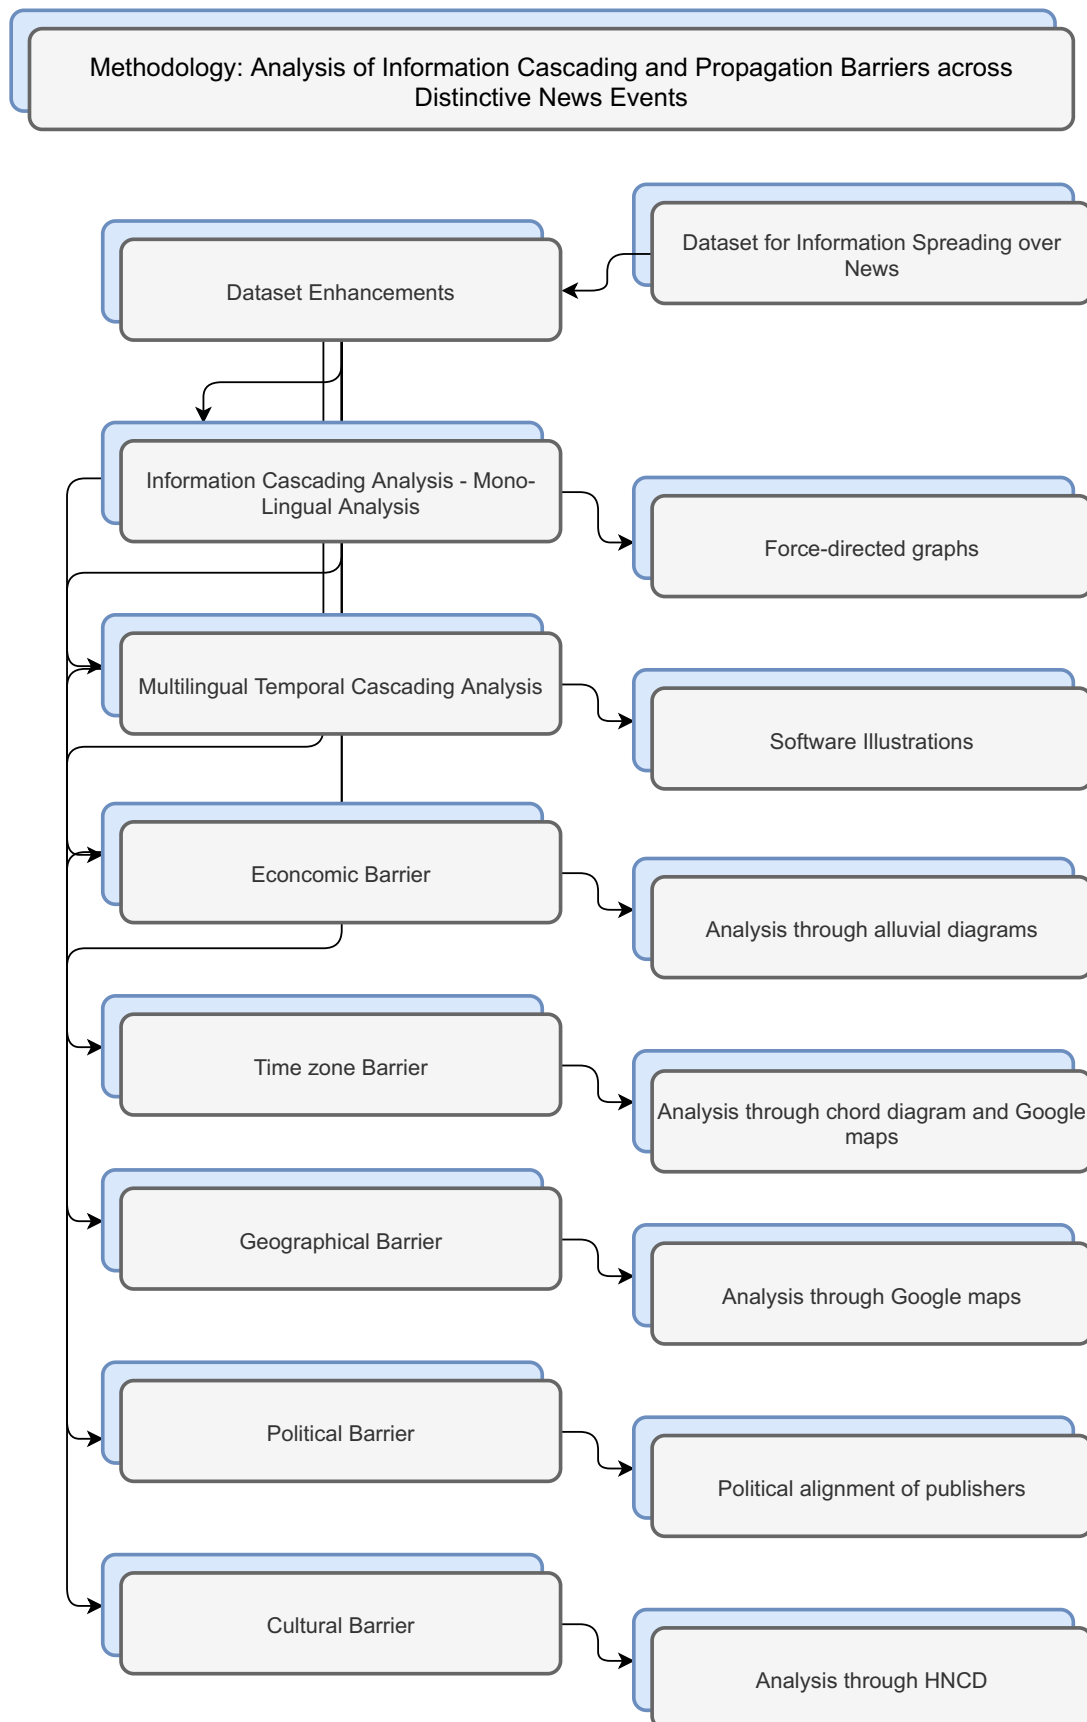 Methodology: Analysis of Information Cascading and Propagation Barriers across
Distinctive News Events
Dataset for Information Spreading over
News
Dataset Enhancements
Information Cascading Analysis - Mono-
Lingual Analysis
Force-directed graphs
Multilingual Temporal Cascading Analysis
Software Illustrations
Econcomic Barrier
Analysis through alluvial diagrams
Time zone Barrier
Analysis through chord diagram and Google
maps
Geographical Barrier
Analysis through Google maps
Political Barrier
Political alignment of publishers
Cultural Barrier
Analysis through HNCD